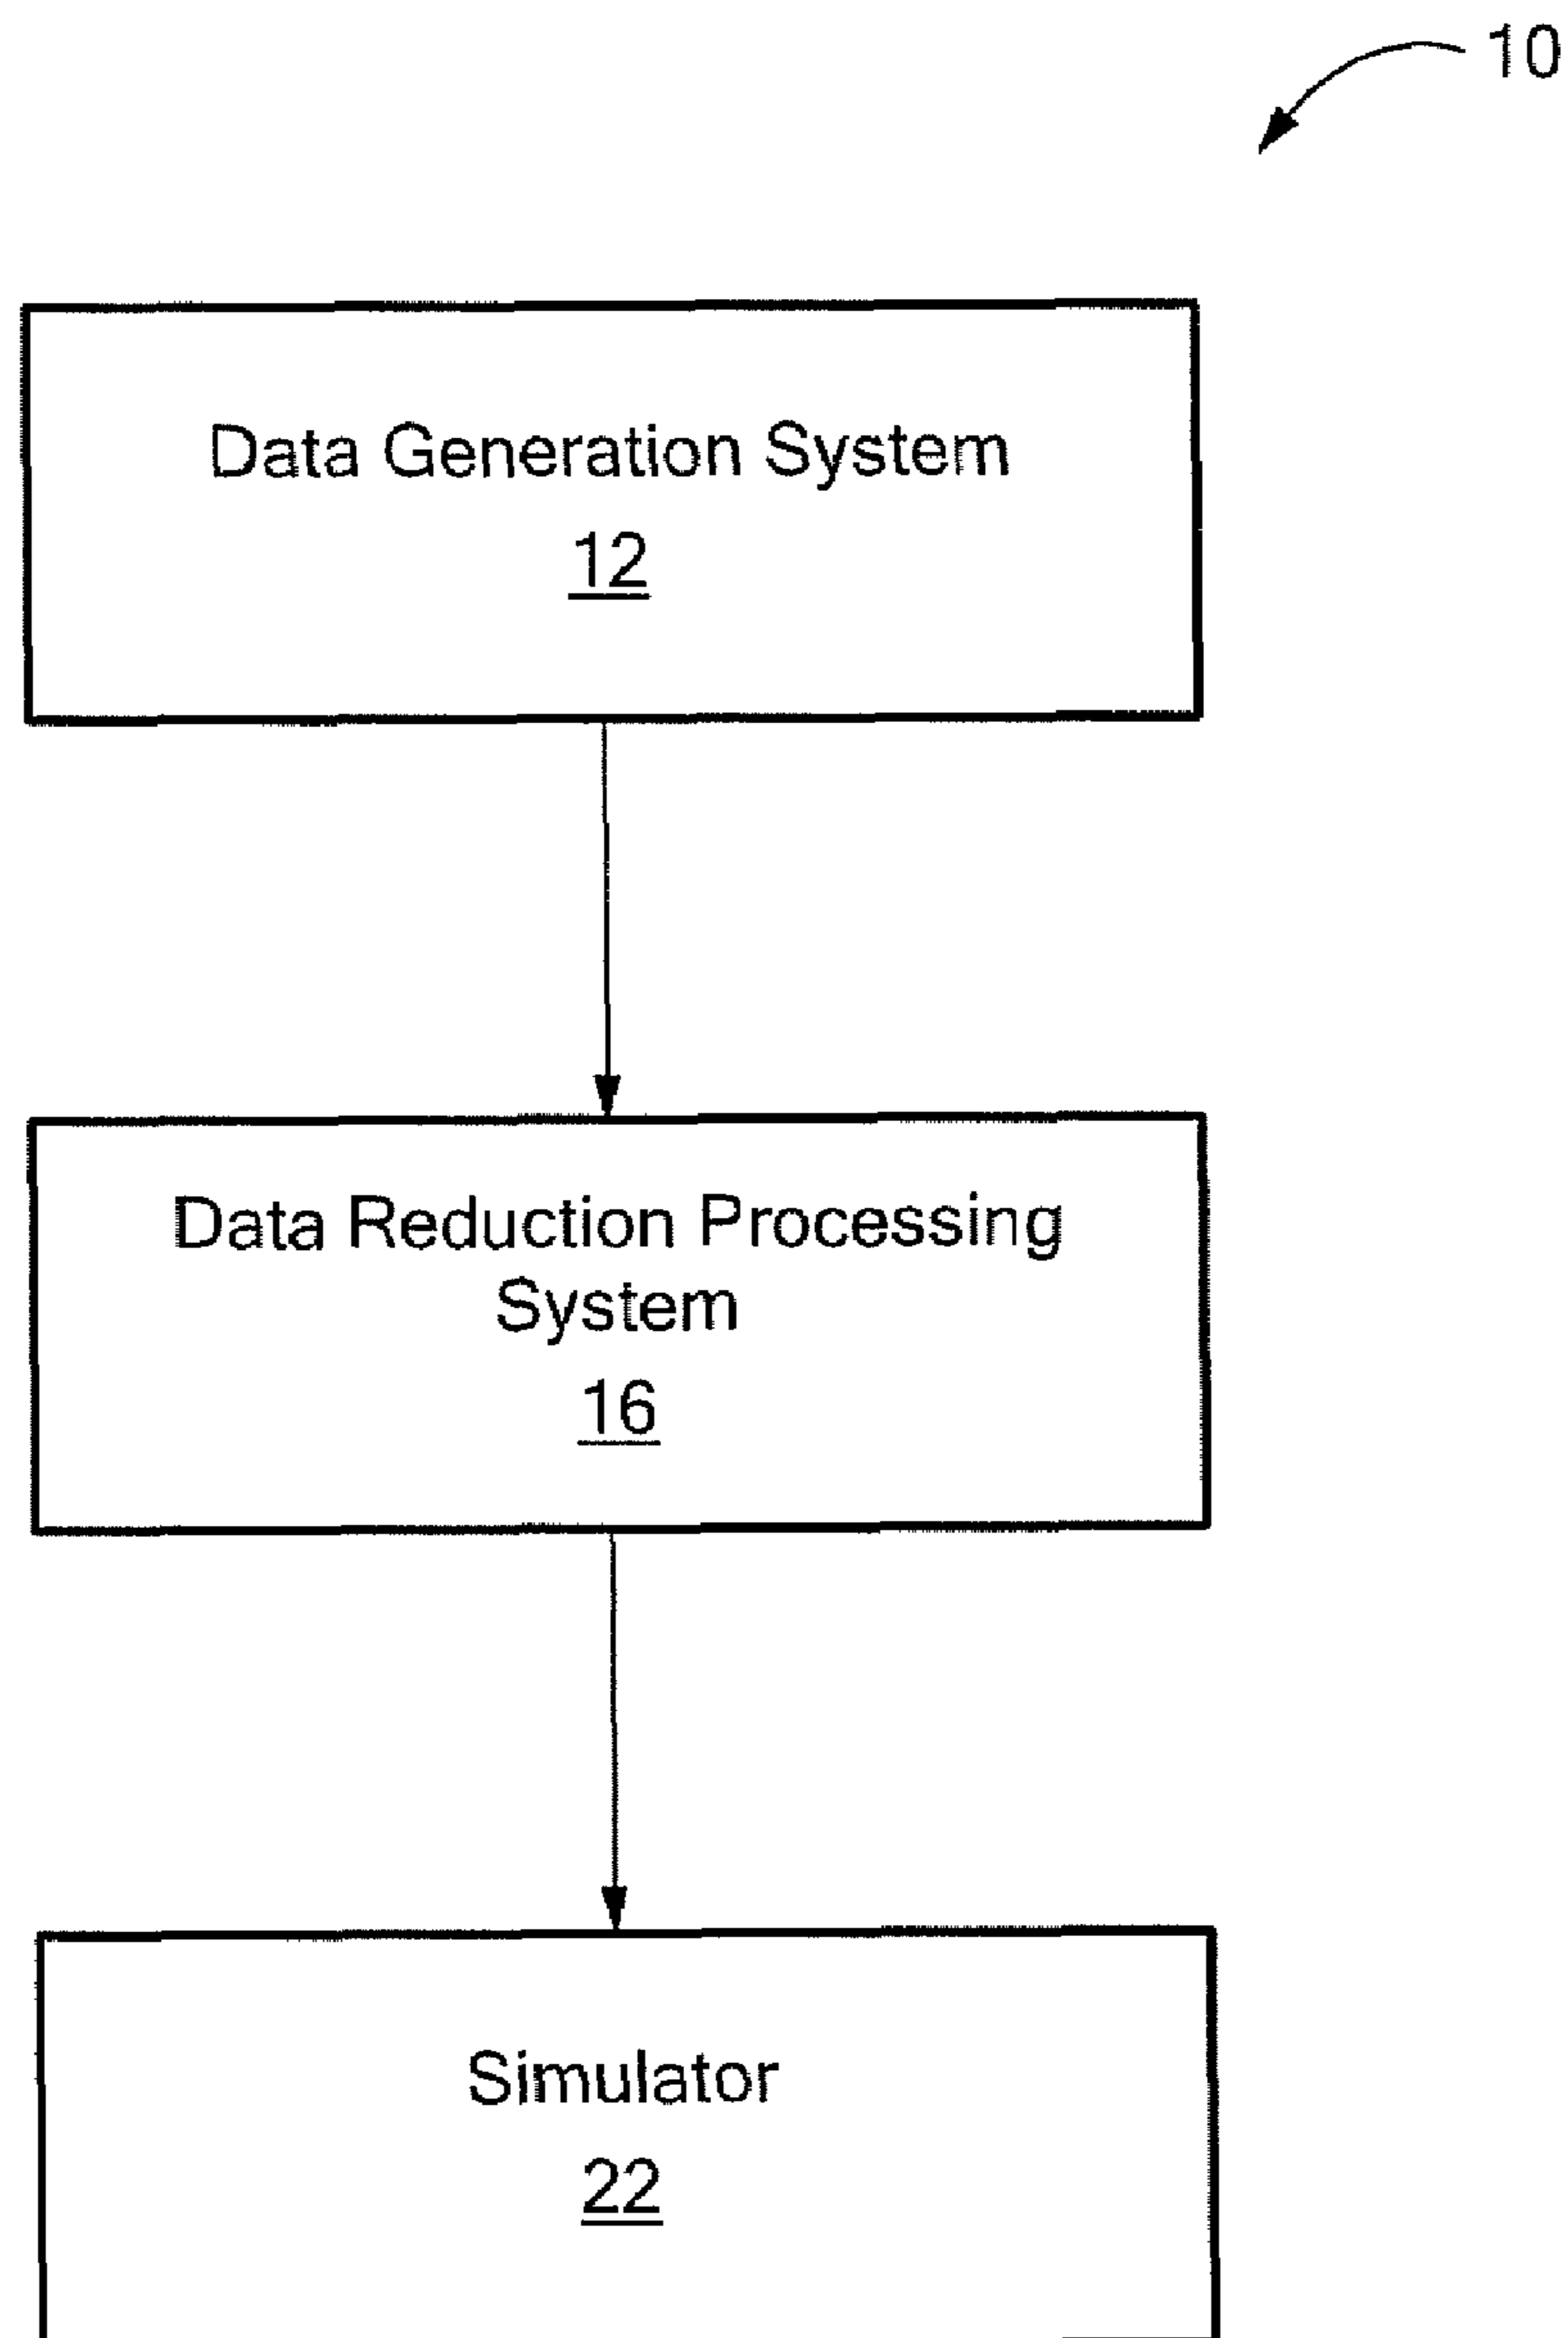 10
Data Generation System
12
Data Reduction Processing
System
16
Simulator
22